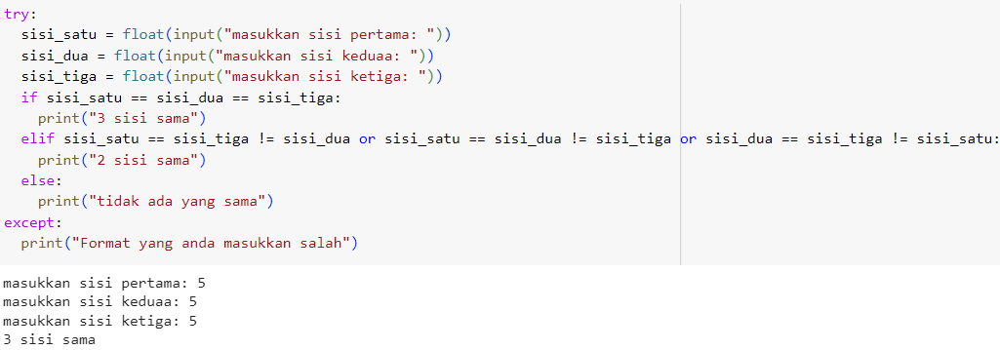 try:
  sisi_satu = float(input("masukkan sisi pertama: "))
  sisi_dua = float(input("masukkan sisi keduaa: "))
  sisi_tiga = float(input("masukkan sisi ketiga: "))
  if sisi_satu == sisi_dua == sisi_tiga:
    print("3 sisi sama")
  elif sisi_satu == sisi_tiga != sisi_dua or sisi_satu == sisi_dua != sisi_tiga or sisi_dua == sisi_tiga != sisi_satu:
    print("2 sisi sama")
  else:
    print("tidak ada yang sama")
except:
  print("Format yang anda masukkan salah")
masukkan sisi pertama: 5
masukkan sisi keduaa: 5
masukkan sisi ketiga: 5
3 sisi sama